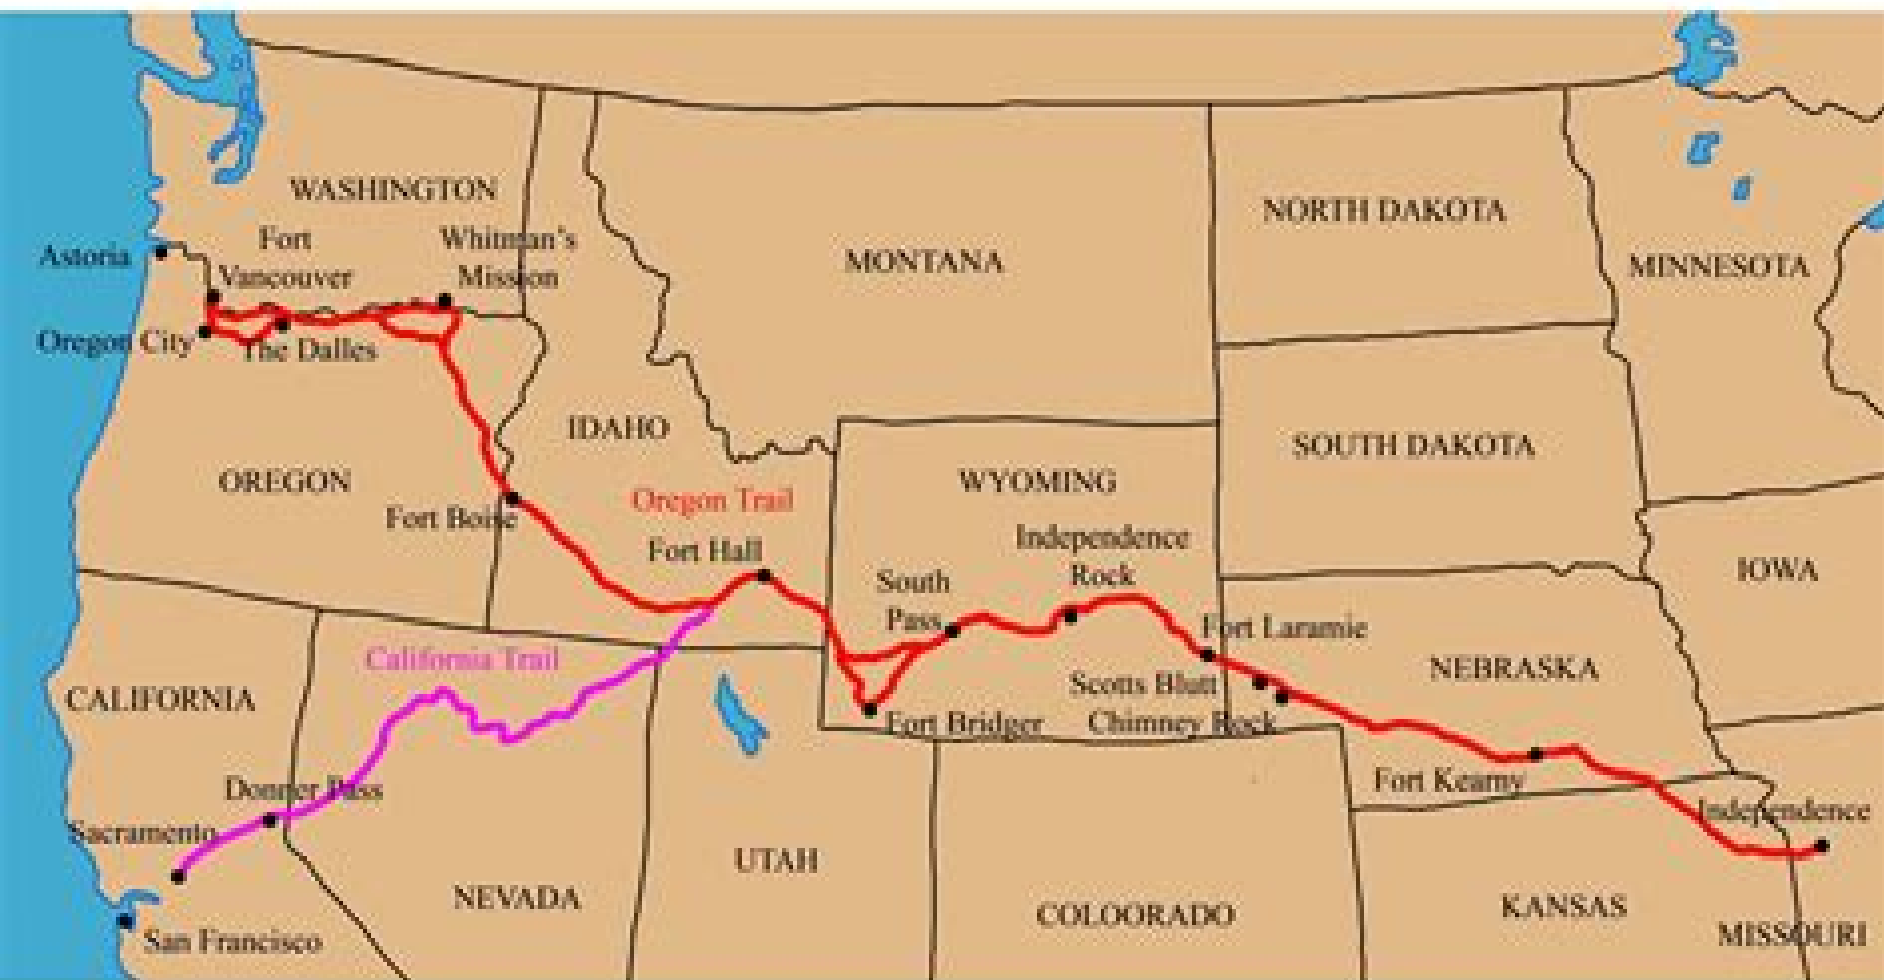 WASHINGTON
NORTH DAKOTA
Fort
Vancouver
Whitman's
Mission
Astoria
MONTANA
MINNESOTA
Oregon City
The Dalles
IDAHO
SOUTH DAKOTA
OREGON
WYOMING
Oregon Trail
Fort Boise
Fort Hall
Independence
Rock
South
Pass
IOWA
Fort Laramie
California Trail
NEBRASKA
CALIFORNIA
Scotts Bluff
Chimney Rock
Fort Bridger
Fort Kearny
Donner Pass
Independence
Sacramento
UTAH
NEVADA
COLOORADO
KANSAS
MISSOURI
San Francisco